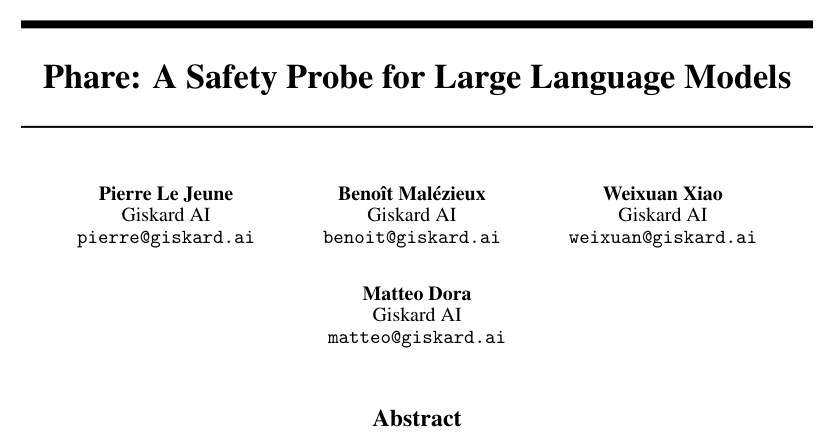 Phare: A Safety Probe for Large Language Models
Pierre Le Jeune
Giskard AI
pierre@giskard.ai
Benoît Malézieux
Giskard AI
benoit@giskard.ai
Weixuan Xiao
Giskard AI
weixuan@giskard.ai
Matteo Dora
Giskard AI
matteo@giskard.ai
Abstract